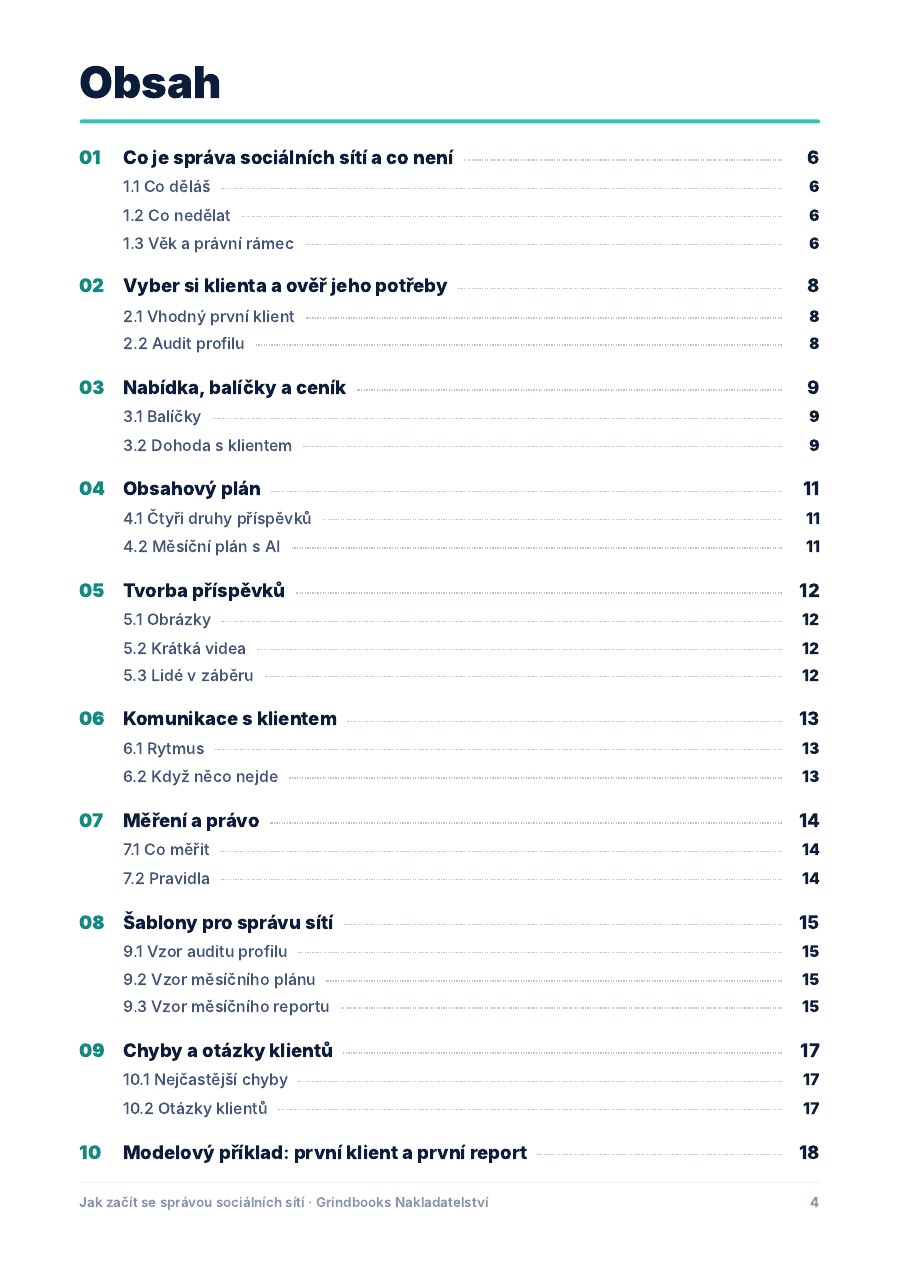 Obsah
01 Co je správa sociálních sítí a co není 6
1.1 Co děláš 6
1.2 Co nedělat 6
1.3 Věk a právní rámec 6
02 Vyber si klienta a ověř jeho potřeby 8
2.1 Vhodný první klient 8
2.2 Audit profilu 8
03 Nabídka, balíčky a ceník 9
3.1 Balíčky 9
3.2 Dohoda s klientem 9
04 Obsahový plán 11
4.1 Čtyři druhy příspěvků 11
4.2 Měsíční plán s AI 11
05 Tvorba příspěvků 12
5.1 Obrázky 12
5.2 Krátká videa 12
5.3 Lidé v záběru 12
06 Komunikace s klientem 13
6.1 Rytmus 13
6.2 Když něco nejde 13
07 Měření a právo 14
7.1 Co měřit 14
7.2 Pravidla 14
08 Šablony pro správu sítí 15
9.1 Vzor auditu profilu 15
9.2 Vzor měsíčního plánu 15
9.3 Vzor měsíčního reportu 15
09 Chyby a otázky klientů 17
10.1 Nejčastější chyby 17
10.2 Otázky klientů 17
10 Modelový příklad: první klient a první report 18
Jak začít se správou sociálních sítí · Grindbooks Nakladatelství 4